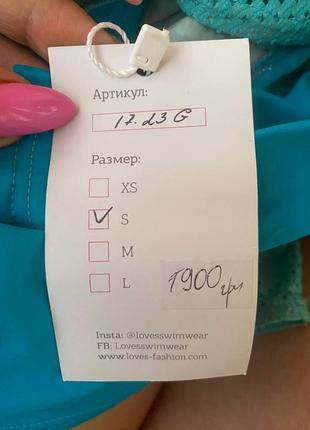 Артикул:
17.23 G
Размер:
XS
S
M
L
1900 грн
Insta: @lovesswimwear
FB: Lovesswimwear
www.loves-fashion.com